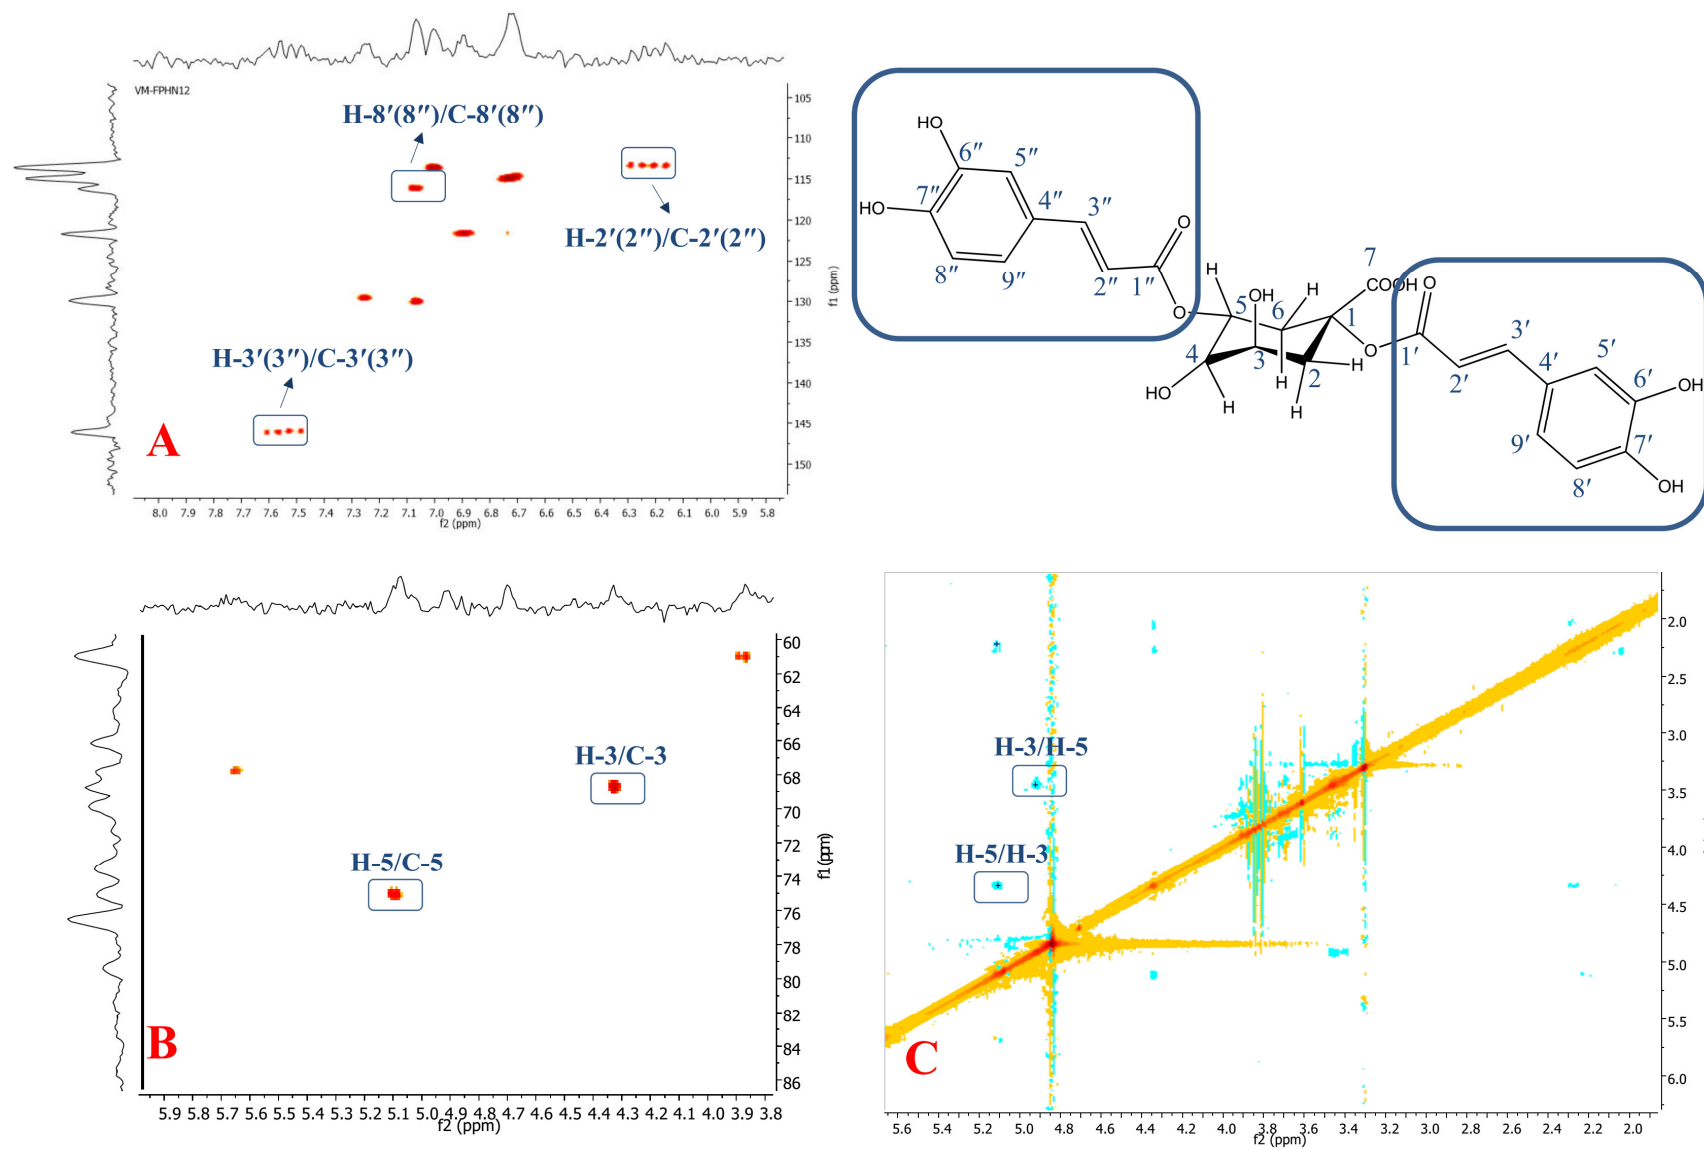 VM-FPHN12
H-8′(8″)/C-8′(8″)
H-2′(2″)/C-2′(2″)
H-3′(3″)/C-3′(3″)
A
105
110
115
120
125
130
135
140
145
150
f1 (ppm)
8.0 7.9 7.8 7.7 7.6 7.5 7.4 7.3 7.2 7.1 7.0 6.9 6.8 6.7 6.6 6.5 6.4 6.3 6.2 6.1 6.0 5.9 5.8
f2 (ppm)
HO
6″
5″
7″
HO
4″
3″
O
8″
9″
2″
1″
O
H
5
OH
6
H
7
COOH
O
1
O
1′
3′
4′
5′
6′
OH
2′
9′
7′
8′
OH
4
3
2
H
HO
H
H
H
H-3/C-3
H-5/C-5
B
60
62
64
66
68
70
72
74
76
78
80
82
84
86
f1 (ppm)
5.9 5.8 5.7 5.6 5.5 5.4 5.3 5.2 5.1 5.0 4.9 4.8 4.7 4.6 4.5 4.4 4.3 4.2 4.1 4.0 3.9 3.8
f2 (ppm)
H-3/H-5
H-5/H-3
C
2.0
2.5
3.0
3.5
4.0
4.5
5.0
5.5
6.0
5.6 5.4 5.2 5.0 4.8 4.6 4.4 4.2 4.0 3.8 3.6 3.4 3.2 3.0 2.8 2.6 2.4 2.2 2.0
f2 (ppm)